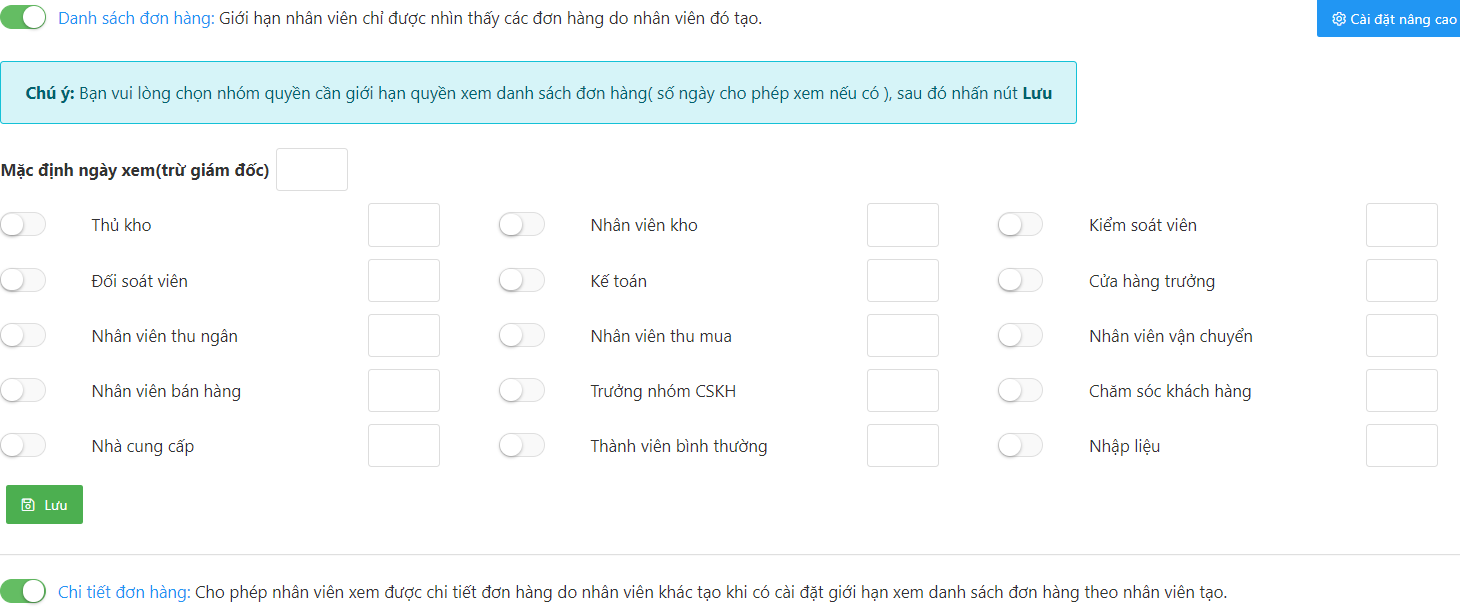 Danh sách đơn hàng: Giới hạn nhân viên chỉ được nhìn thấy các đơn hàng do nhân viên đó tạo.
Cài đặt nâng cao
Chú ý: Bạn vui lòng chọn nhóm quyền cần giới hạn quyền xem danh sách đơn hàng( số ngày cho phép xem nếu có ), sau đó nhấn nút Lưu
Mặc định ngày xem(trừ giám đốc)
Thủ kho
Nhân viên kho
Kiểm soát viên
Đối soát viên
Kế toán
Cửa hàng trưởng
Nhân viên thu ngân
Nhân viên thu mua
Nhân viên vận chuyển
Nhân viên bán hàng
Trưởng nhóm CSKH
Chăm sóc khách hàng
Nhà cung cấp
Thành viên bình thường
Nhập liệu
Lưu
Chi tiết đơn hàng: Cho phép nhân viên xem được chi tiết đơn hàng do nhân viên khác tạo khi có cài đặt giới hạn xem danh sách đơn hàng theo nhân viên tạo.